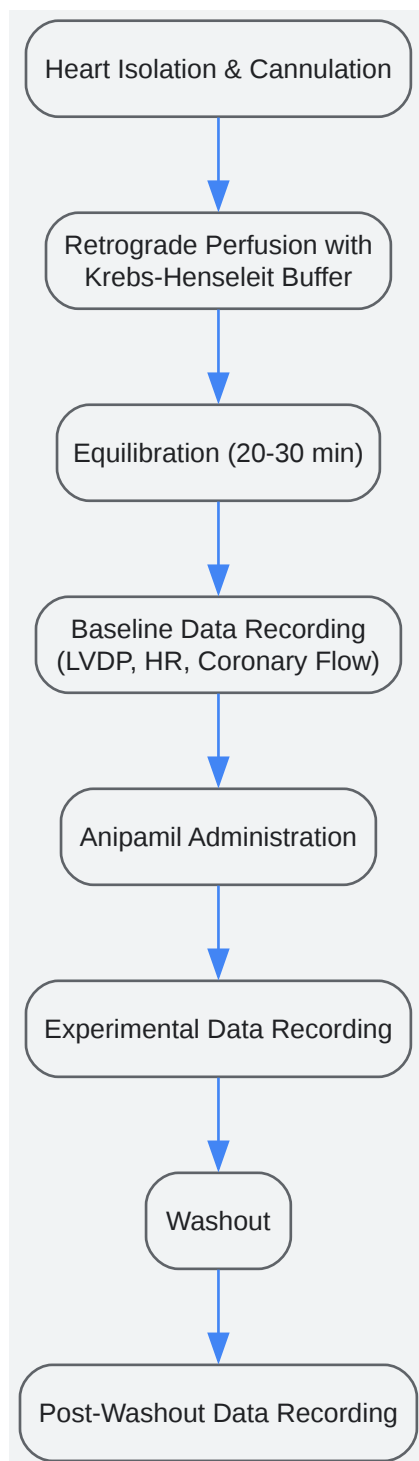 Heart Isolation & Cannulation
Retrograde Perfusion with
Krebs-Henseleit Buffer
Equilibration (20-30 min)
Baseline Data Recording
(LVDP, HR, Coronary Flow)
Anipamil Administration
Experimental Data Recording
Washout
Post-Washout Data Recording